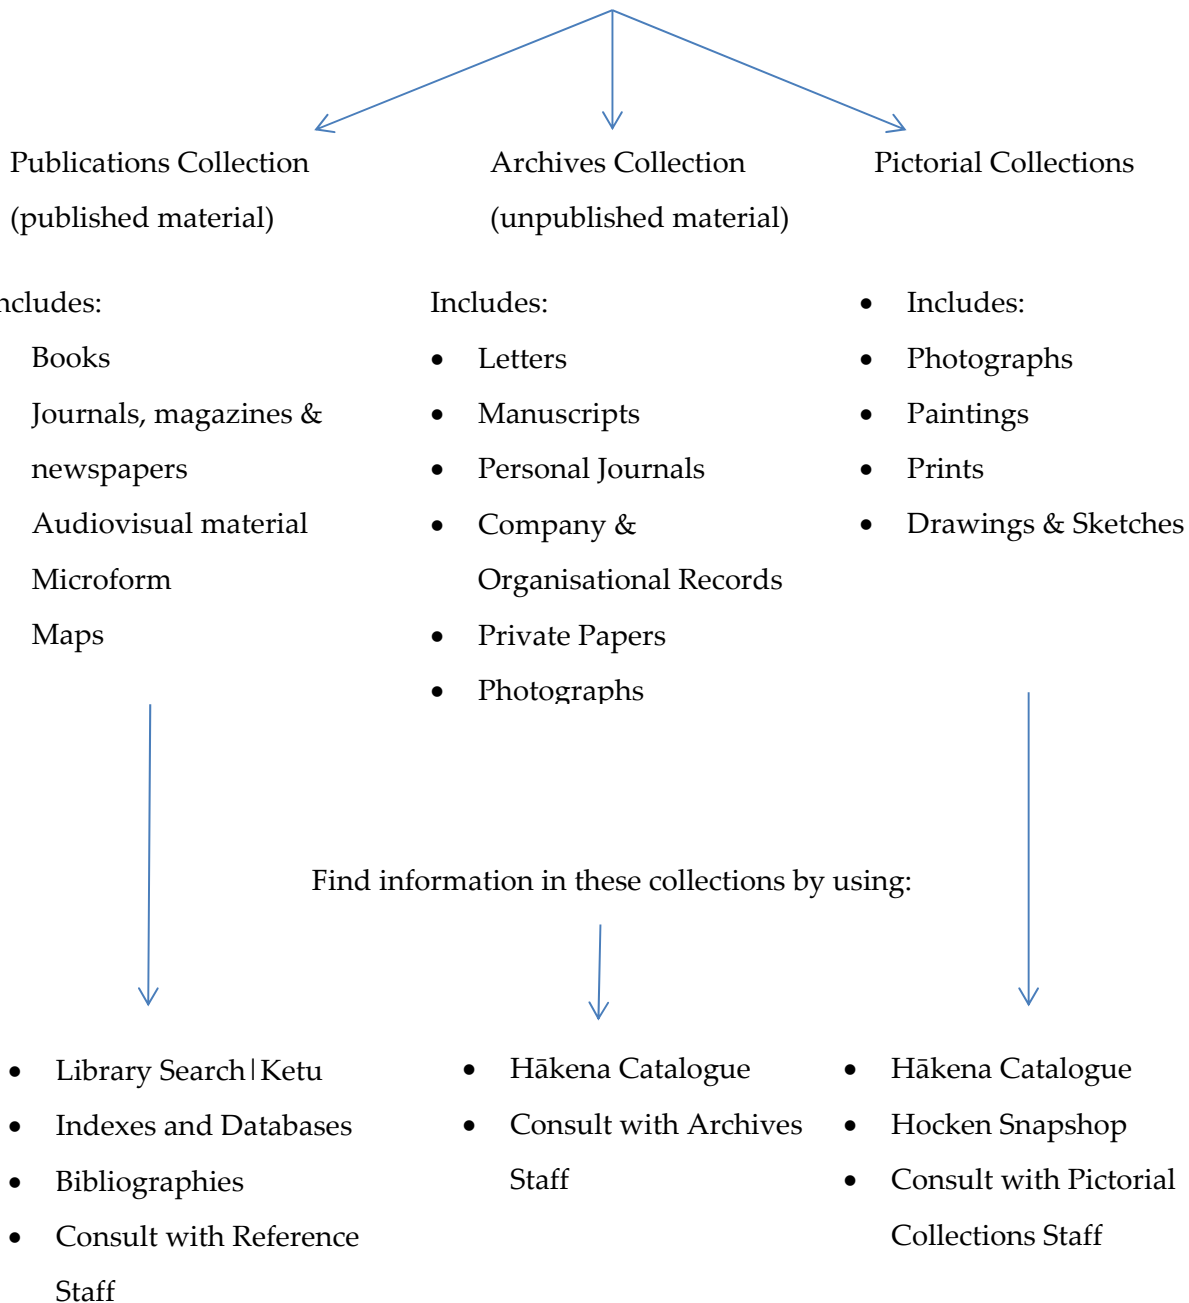 Publications Collection
(published material)
ncludes:
Books
Journals, magazines &
newspapers
Audiovisual material
Microform
Maps
Archives Collection
(unpublished material)
Includes:
• Letters
• Manuscripts
• Personal Journals
• Company &
Organisational Records
• Private Papers
• Photographs
Pictorial Collections
• Includes:
• Photographs
• Paintings
• Prints
• Drawings & Sketches
Find information in these collections by using:
• Library Search|Ketu
• Indexes and Databases
• Bibliographies
• Consult with Reference
Staff
• Hākena Catalogue
• Consult with Archives
Staff
• Hākena Catalogue
• Hocken Snapshop
• Consult with Pictorial
Collections Staff